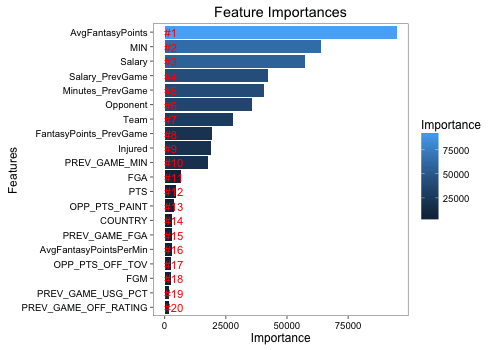 Feature Importances
Features
AvgFantasyPoints #1
MIN #2
Salary #3
Salary_PrevGame #4
Minutes_PrevGame #5
Opponent #6
Team #7
FantasyPoints_PrevGame #8
Injured #9
PREV_GAME_MIN #10
FGA #11
PTS #12
OPP_PTS_PAINT #13
COUNTRY #14
PREV_GAME_FGA #15
AvgFantasyPointsPerMin #16
OPP_PTS_OFF_TOV #17
FGM #18
PREV_GAME_USG_PCT #19
PREV_GAME_OFF_RATING #20
0 25000 50000 75000
Importance
Importance
75000
50000
25000